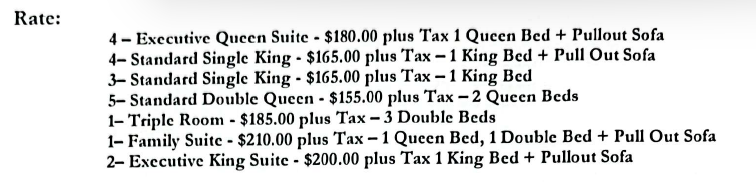 Rate:
4 – Executive Queen Suite - $180.00 plus Tax 1 Queen Bed + Pullout Sofa
4– Standard Single King - $165.00 plus Tax – 1 King Bed + Pull Out Sofa
3– Standard Single King - $165.00 plus Tax – 1 King Bed
5– Standard Double Queen - $155.00 plus Tax – 2 Queen Beds
1– Triple Room - $185.00 plus Tax – 3 Double Beds
1– Family Suite - $210.00 plus Tax – 1 Queen Bed, 1 Double Bed + Pull Out Sofa
2– Executive King Suite - $200.00 plus Tax 1 King Bed + Pullout Sofa